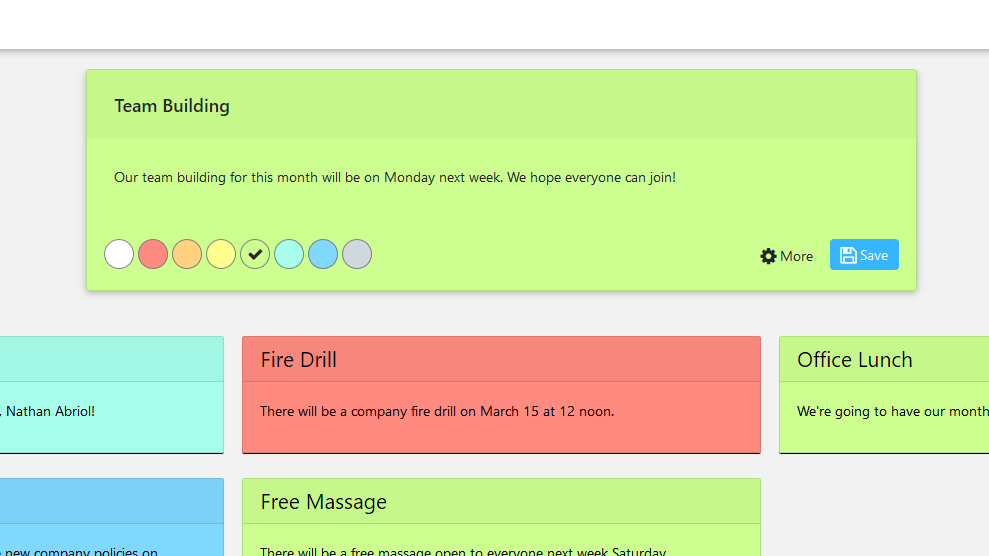 Team Building
Our team building for this month will be on Monday next week. We hope everyone can join!
More
Save
, Nathan Abriol!
Fire Drill
There will be a company fire drill on March 15 at 12 noon.
Office Lunch
We're going to have our month
new company policies on
Free Massage
There will be a free massage open to everyone next week Saturday